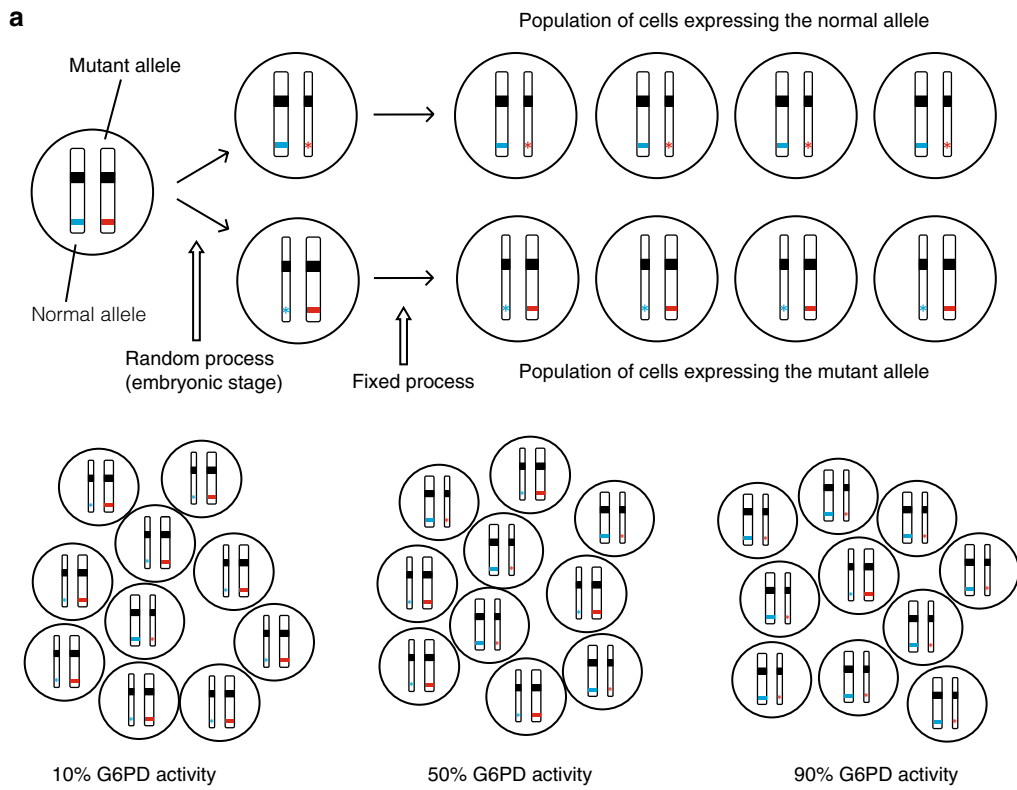 a
Population of cells expressing the normal allele
Mutant allele
Normal allele
Random process
(embryonic stage)
Fixed process
Population of cells expressing the mutant allele
10% G6PD activity
50% G6PD activity
90% G6PD activity